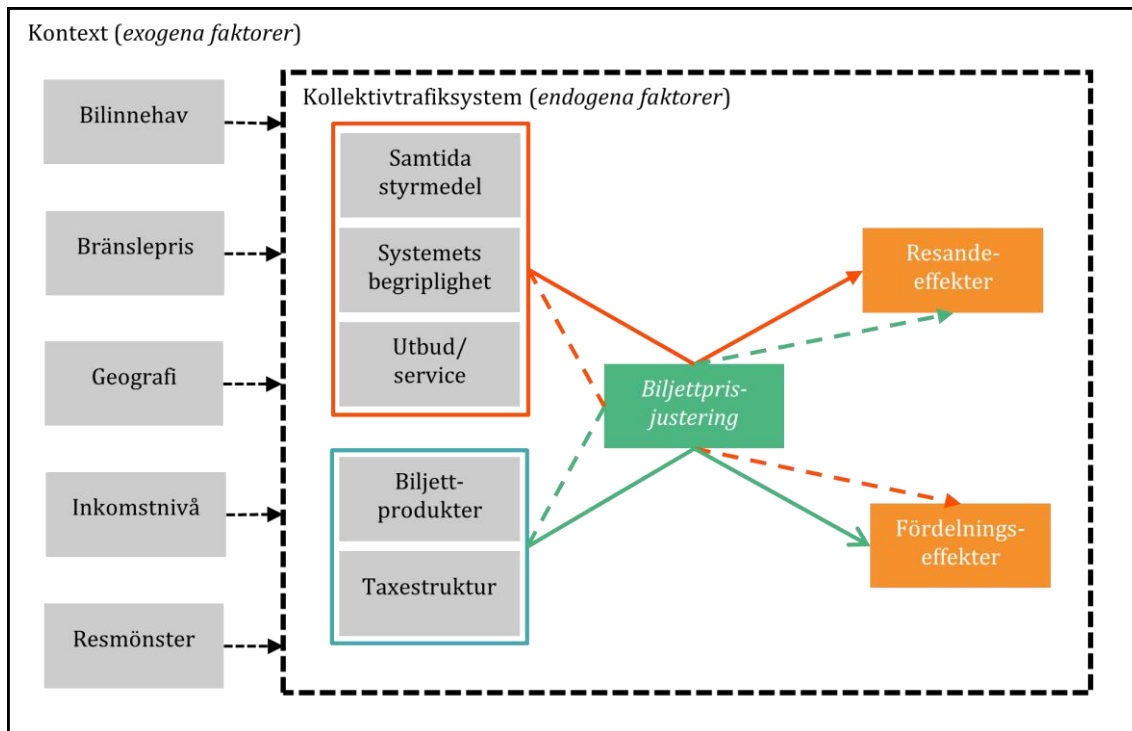 Kontext (exogena faktorer)
Bilinnehav
Bränslepris
Geografi
Inkomstnivå
Resmönster
Kollektivtrafiksystem (endogena faktorer)
Samtida
styrmedel
Systemets
begriplighet
Utbud/
service
Biljett-
produkter
Taxestruktur
Biljettpris-
justering
Resande-
effekter
Fördelnings-
effekter